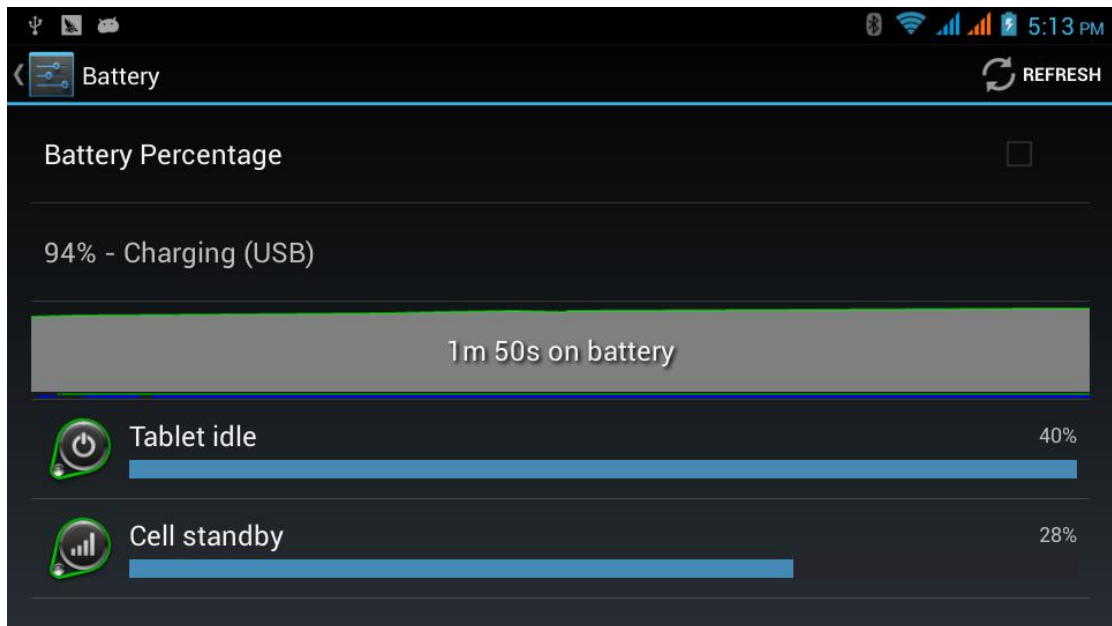 5:13 PM
Battery
REFRESH
Battery Percentage
94% - Charging (USB)
1m 50s on battery
Tablet idle
40%
Cell standby
28%